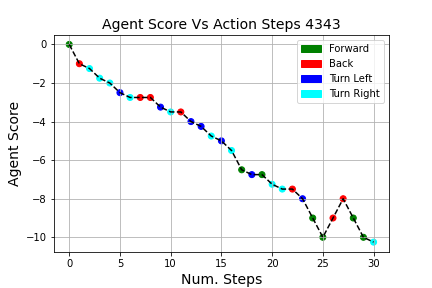 Agent Score Vs Action Steps 4343
Forward
Back
Turn Left
Turn Right
Agent Score
0
−2
−4
−6
−8
−10
0 5 10 15 20 25 30
Num. Steps